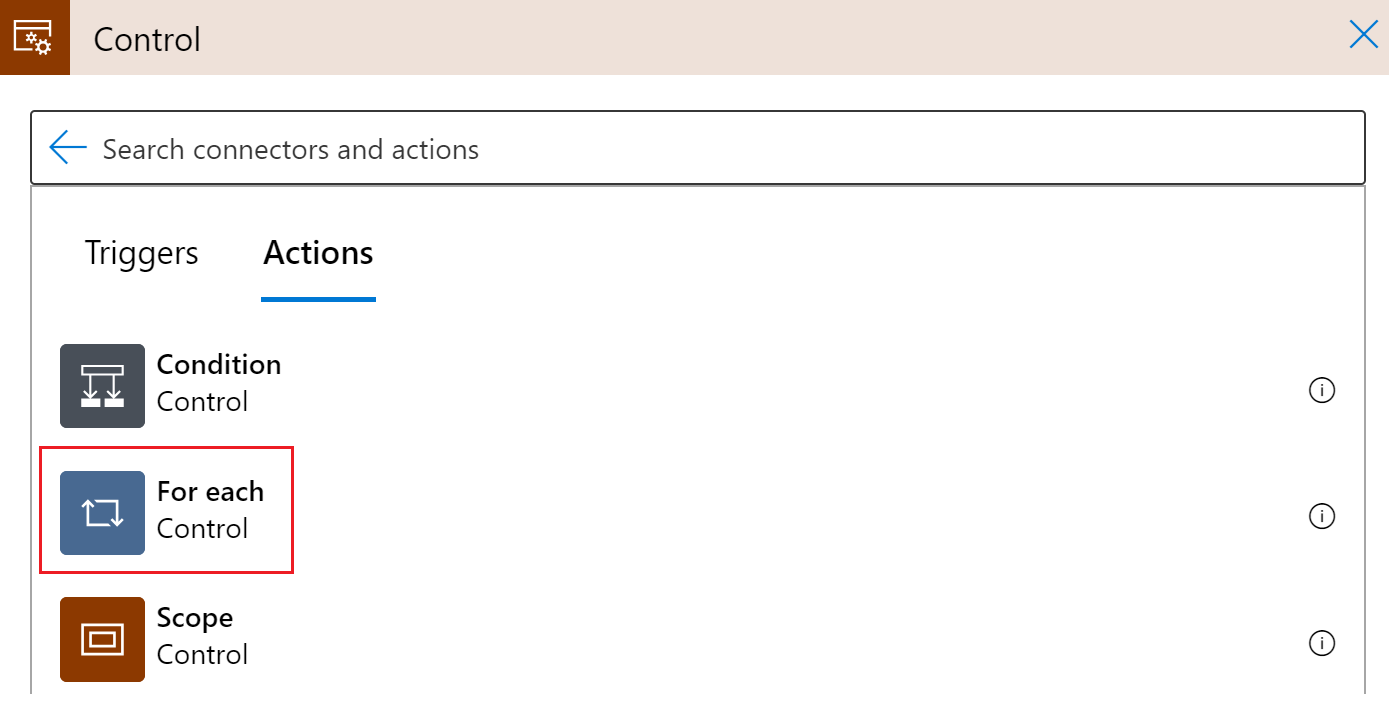 Control
Search connectors and actions
Triggers Actions
Condition
Control
For each
Control
Scope
Control